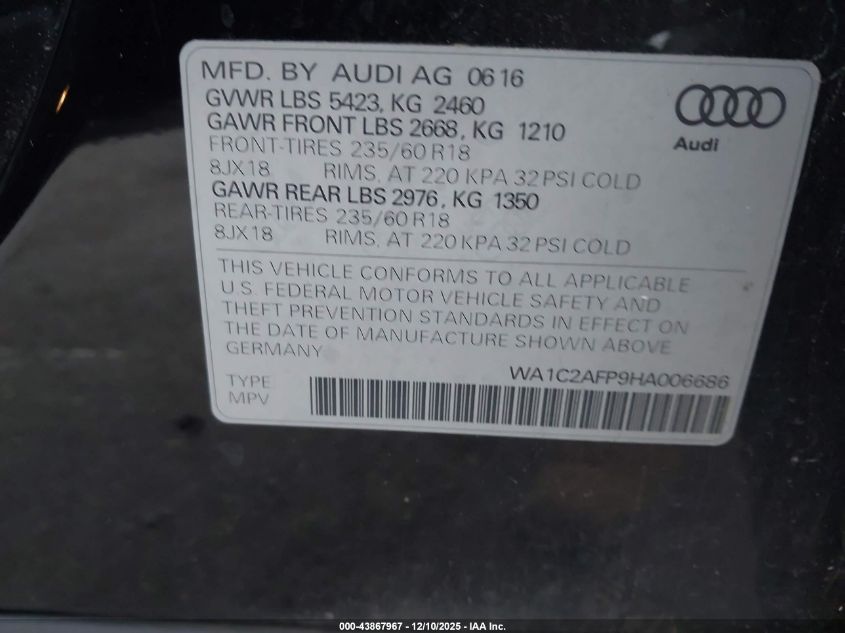 MFD. BY AUDI AG 06 16
GVWR LBS 5423, KG 2460
GAWR FRONT LBS 2668, KG 1210
FRONT-TIRES 235/60 R18
8JX18 RIMS, AT 220 KPA 32 PSI COLD
GAWR REAR LBS 2976, KG 1350
REAR-TIRES 235/60 R18
8JX18 RIMS, AT 220 KPA 32 PSI COLD
Audi
THIS VEHICLE CONFORMS TO ALL APPLICABLE
U.S. FEDERAL MOTOR VEHICLE SAFETY AND
THEFT PREVENTION STANDARDS IN EFFECT ON
THE DATE OF MANUFACTURE SHOWN ABOVE
GERMANY
WA1C2AFP9HA006686
TYPE
MPV
000-43867967 - 12/10/2025 - IAA Inc.